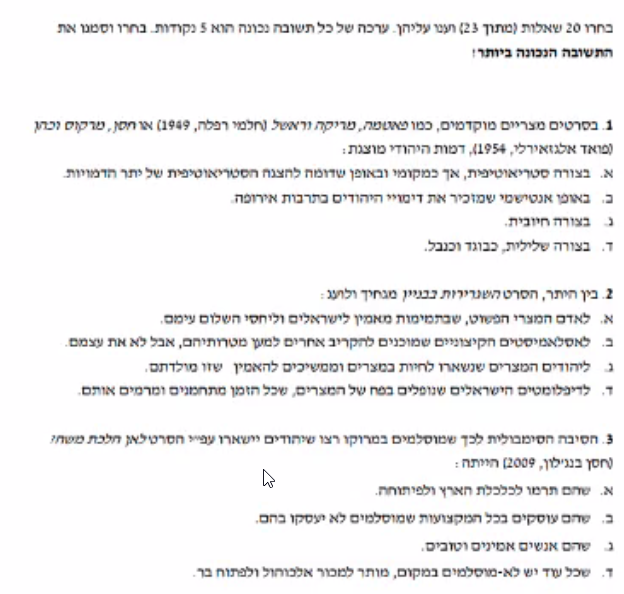 בחרו 20 שאלות (מתוך 23) וענו עליהן. ערכה של כל תשובה נכונה הוא 5 נקודות. בחרו וסמנו את
התשובה הנכונה ביותר!
1. בסרטים מצריים מוקדמים, כמו פאטמה, מריקה וראשל (חלמי רפלה, 1949) או חסן, מרקוס וכהן
(פואד אלגזאירלי, 1954), דמות היהודי מוצגת:
א. בצורה סטריאוטיפית, אך כמקומי ובאופן שדומה להצגה הסטריאוטיפית של יתר הדמויות.
ב. באופן אנטישמי שמזכיר את דימויי היהודים בתרבות אירופה.
ג. בצורה חיובית.
ד. בצורה שלילית, כבוגד וכנבל.
2. בין היתר, הסרט השגרירות בבניין מגחיך ולועג:
א. לאדם המצרי הפשוט, שבתמימות מאמין לישראלים וליחסי השלום עימם.
ב. לאסלאמיסטים הקיצוניים שמוכנים להקריב אחרים למען מטרותיהם, אבל לא את עצמם.
ג. ליהודים המצרים שנשארו לחיות במצרים וממשיכים להאמין שזו מולדתם.
ד. לדיפלומטים הישראלים שנופלים בפח של המצרים, שכל הזמן מתחמנים ומרמים אותם.
3. הסיבה הסימבולית לכך שמוסלמים במרוקו רצו שיהודים יישארו עפ"י הסרט לאן הלכת משה?
(חסן בנג'לון, 2009) הייתה:
א. שהם תרמו לכלכלת הארץ ולפיתוחה.
ב. שהם עוסקים בכל המקצועות שמוסלמים לא יעסקו בהם.
ג. שהם אנשים אמינים וטובים.
ד. שכל עוד יש לא-מוסלמים במקום, מותר למכור אלכוהול ולפתוח בר.